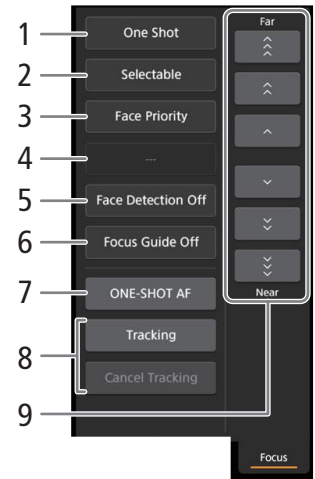 Far
1 One Shot
2 Selectable
3 Face Priority
4 ---
5 Face Detection Off
6 Focus Guide Off
Near
7 ONE-SHOT AF
8 Tracking
Cancel Tracking
9
Focus